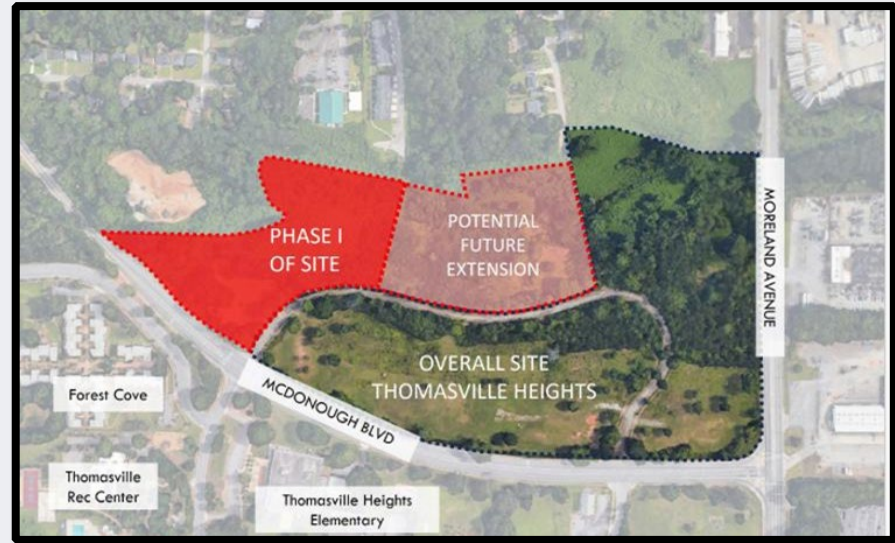 PHASE I
OF SITE
POTENTIAL
FUTURE
EXTENSION
MORELAND AVENUE
OVERALL SITE
THOMASVILLE HEIGHTS
MCDONOUGH BLVD
Forest Cove
Thomasville
Rec Center
Thomasville Heights
Elementary